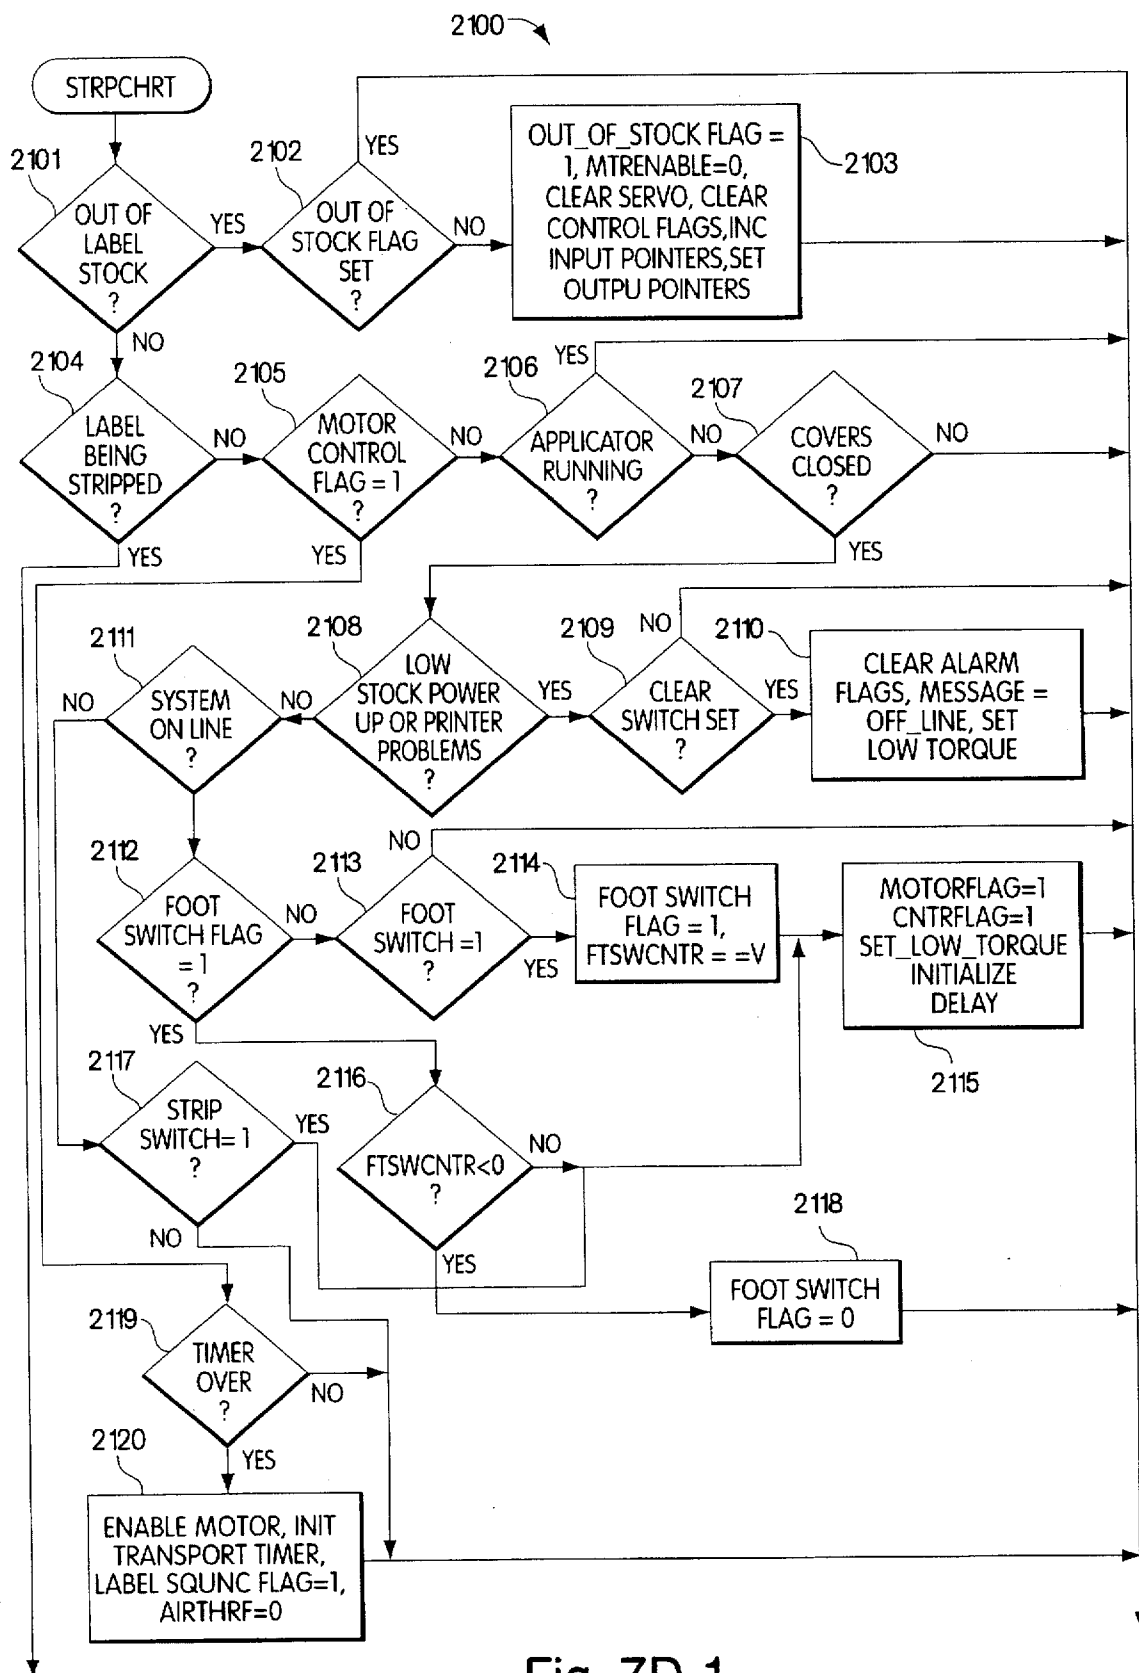 2100
STRPCHRT
2101
OUT OF
LABEL
STOCK
?
YES
NO
2102
OUT OF
STOCK FLAG
SET
?
YES
NO
OUT_OF_STOCK FLAG =
1, MTRENABLE=0,
CLEAR SERVO, CLEAR
CONTROL FLAGS,INC
INPUT POINTERS,SET
OUTPU POINTERS
2103
2104
LABEL
BEING
STRIPPED
?
NO
YES
2105
MOTOR
CONTROL
FLAG = 1
?
NO
YES
2106
YES
APPLICATOR
RUNNING
?
NO
2107
COVERS
CLOSED
?
NO
YES
2108
LOW
STOCK POWER
UP OR PRINTER
PROBLEMS
?
NO
YES
2109
NO
CLEAR
SWITCH SET
?
YES
2110
CLEAR ALARM
FLAGS, MESSAGE =
OFF_LINE, SET
LOW TORQUE
2111
NO
SYSTEM
ON LINE
?
2112
FOOT
SWITCH FLAG
= 1
?
NO
YES
2113
NO
FOOT
SWITCH =1
?
YES
2114
FOOT SWITCH
FLAG = 1,
FTSWCNTR = =V
MOTORFLAG=1
CNTRFLAG=1
SET_LOW_TORQUE
INITIALIZE
DELAY
2115
2116
FTSWCNTR<0
?
NO
YES
2117
STRIP
SWITCH= 1
?
YES
NO
2118
FOOT SWITCH
FLAG = 0
2119
TIMER
OVER
?
NO
YES
2120
ENABLE MOTOR, INIT
TRANSPORT TIMER,
LABEL SQUNC FLAG=1,
AIRTHRF=0
Fig. 7D-1